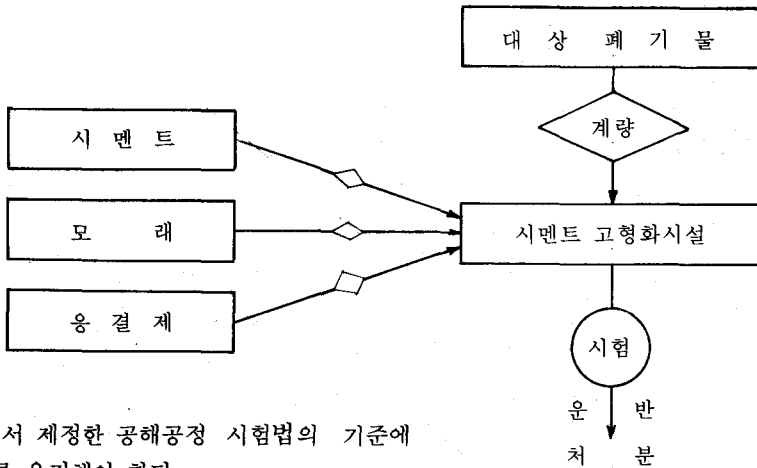 대 상 폐 기 물
계량
시 멘 트
모 래
시멘트 고형화시설
응 결 제
시험
운 반
서 제정한 공해공정 시험법의 기준에
처 분